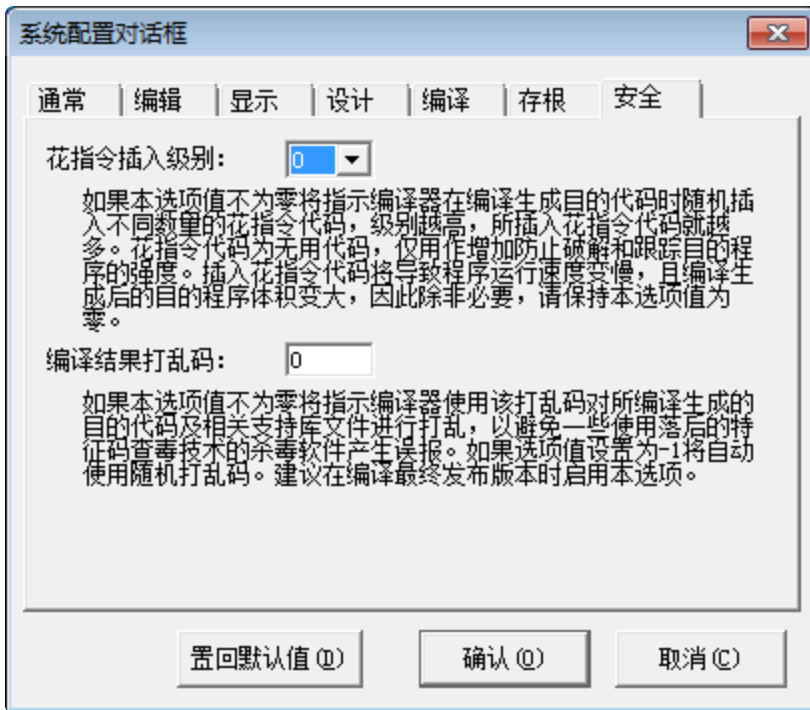 系统配置对话框
通常 编辑 显示 设计 编译 存根 安全
花指令插入级别: 0
如果本选项值不为零将指示编译器在编译生成目的代码时随机插
入不同数量的花指令代码，级别越高，所插入花指令代码就越
多。花指令代码为无用代码，仅用作增加防止破解和跟踪目的程
序的强度。插入花指令代码将导致程序运行速度变慢，且编译生
成后的目的程序体积变大，因此除非必要，请保持本选项值为
零。
编译结果打乱码: 0
如果本选项值不为零将指示编译器使用该打乱码对所编译生成的
目的代码及相关支持库文件进行打乱，以避免一些使用落后的特
征码查毒技术的杀毒软件产生误报。如果选项值设置为-1将自动
使用随机打乱码。建议在编译最终发布版本时启用本选项。
置回默认值(D) 确认(O) 取消(C)